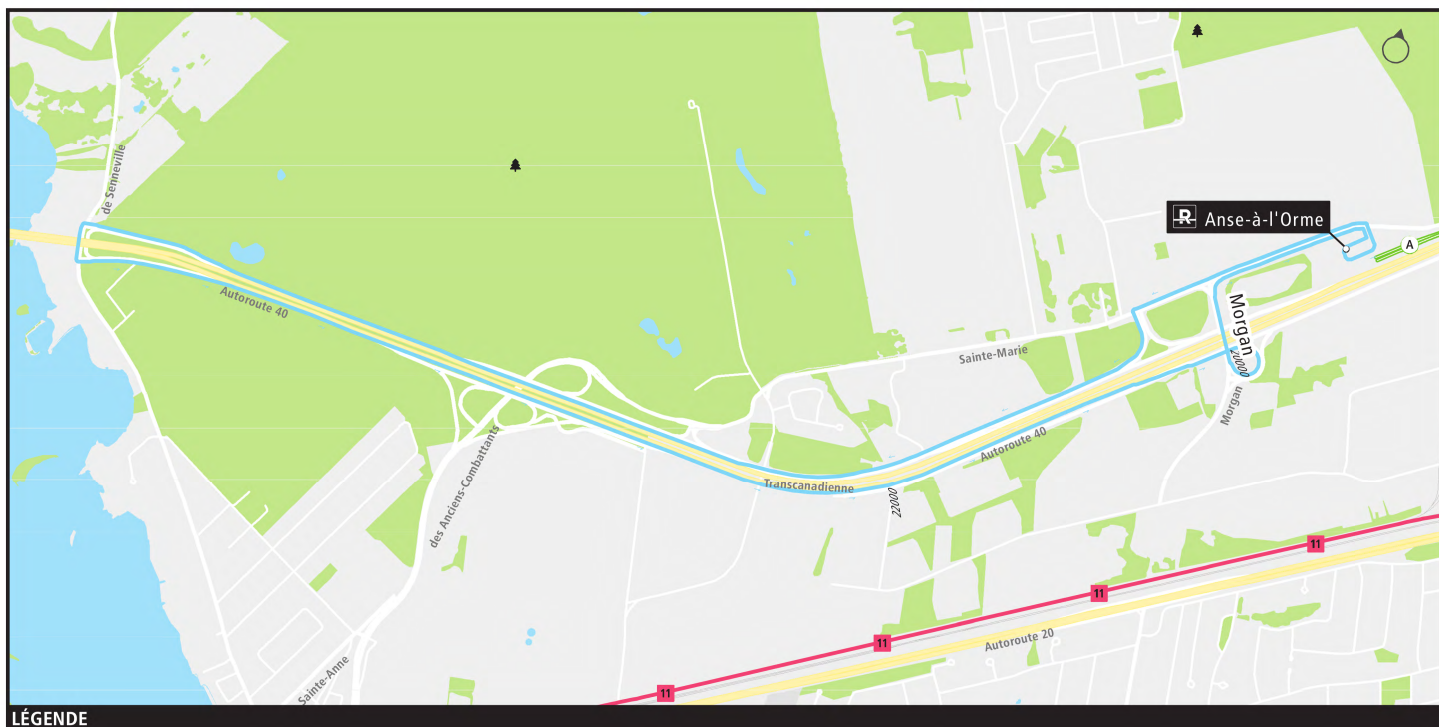 de Senneville
R Anse-à-l'Orme
A
Autoroute 40
Morgan
20000
Sainte-Marie
Morgan
Autoroute 40
des Anciens-Combattants
Transcanadienne
22000
11
11
11
11
Autoroute 20
Sainte-Anne
LÉGENDE